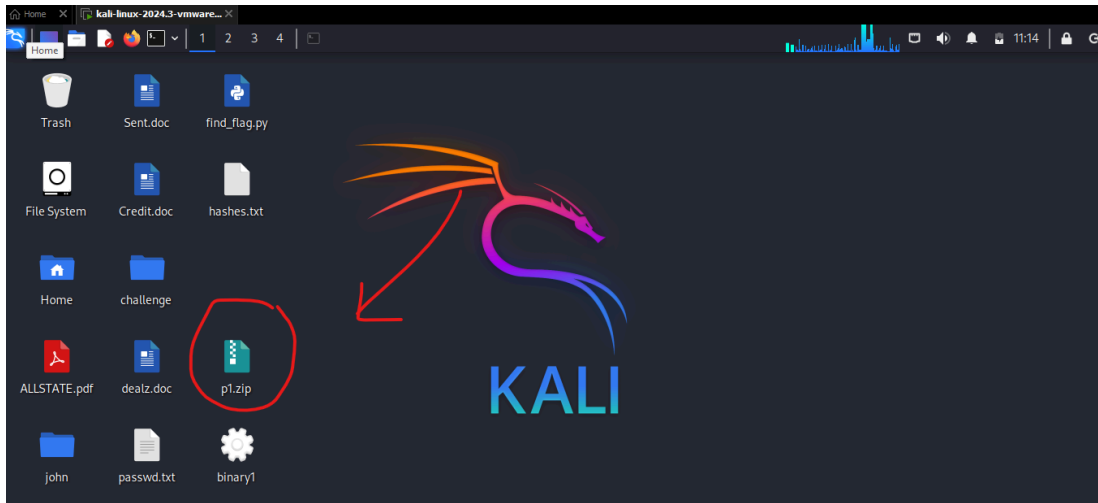 Home
kali-linux-2024.3-vmware...
1 2 3 4
11:14
Home
Trash
Sent.doc
find_flag.py
File System
Credit.doc
hashes.txt
Home
challenge
ALLSTATE.pdf
dealz.doc
p1.zip
KALI
john
passwd.txt
binary1